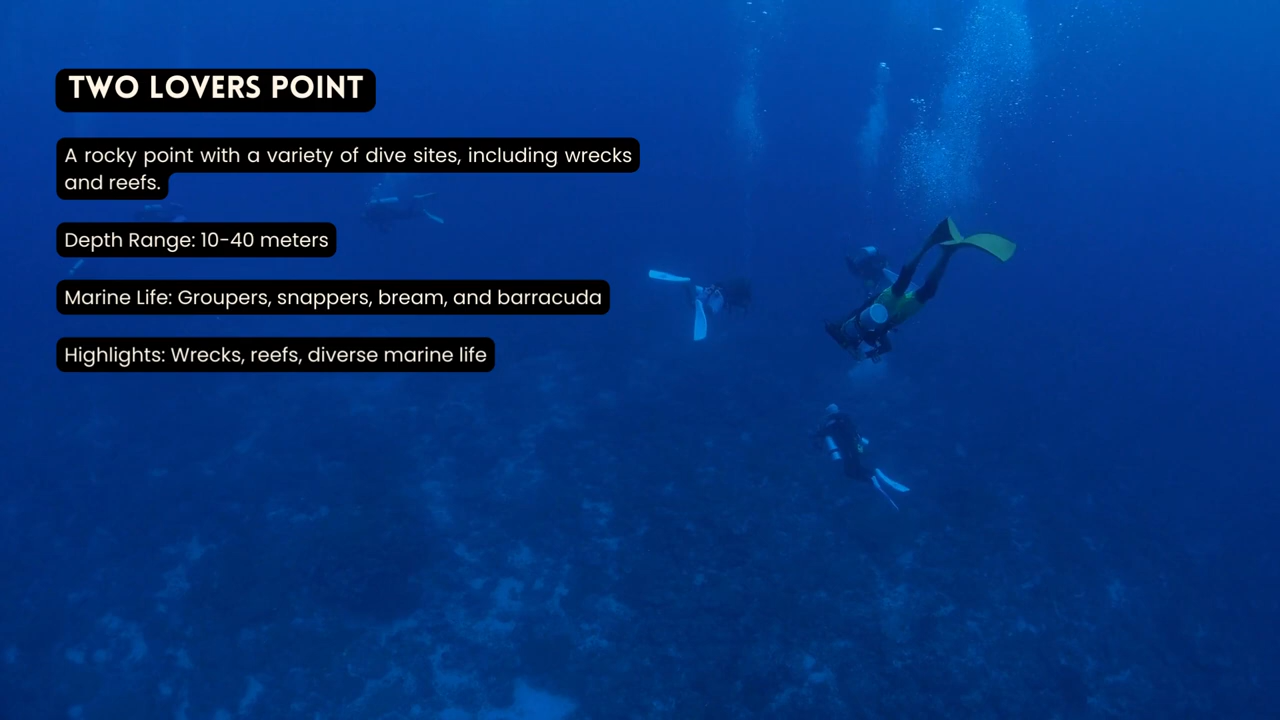 TWO LOVERS POINT
A rocky point with a variety of dive sites, including wrecks
and reefs.
Depth Range: 10-40 meters
Marine Life: Groupers, snappers, bream, and barracuda
Highlights: Wrecks, reefs, diverse marine life